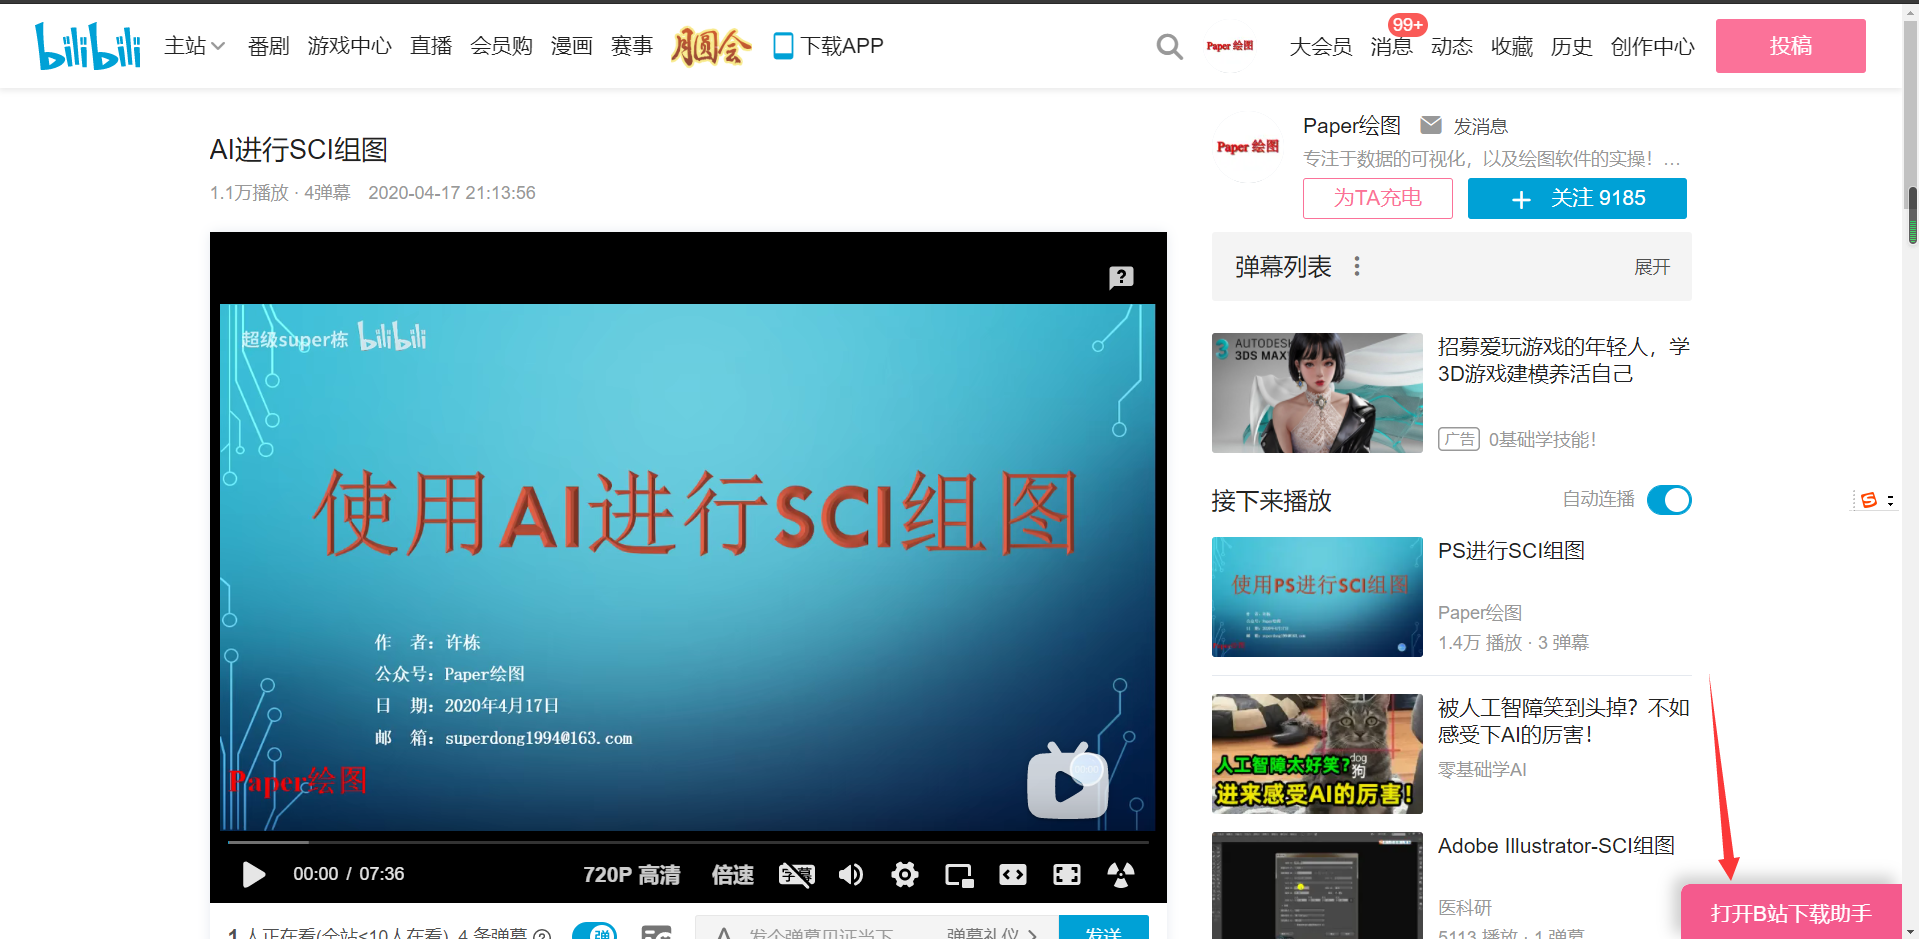 bilibili 主站 番剧 游戏中心 直播 会员购 漫画 赛事 月圆会 下载APP Paper 绘图 大会员 消息 99+ 动态 收藏 历史 创作中心 投稿
AI进行SCI组图
1.1万播放 · 4弹幕 2020-04-17 21:13:56
超级super栋 bilibili
使用AI进行SCI组图
作 者：许栋
公众号：Paper绘图
日 期：2020年4月17日
邮 箱：superdong1994@163.com
Paper绘图
00:00 / 07:36 720P 高清 倍速 字幕
1 人正在看(全站<10人在看) 4 条弹幕 弹 发个弹幕见证当下 弹幕礼仪 发送
Paper 绘图
Paper绘图 发消息
专注于数据的可视化，以及绘图软件的实操！...
为TA充电 + 关注 9185
弹幕列表 展开
3 AUTODESK
3DS MAX
招募爱玩游戏的年轻人，学
3D游戏建模养活自己
广告 0基础学技能！
接下来播放 自动连播
使用PS进行SCI组图
PS进行SCI组图
Paper绘图
1.4万 播放 · 3 弹幕
dog
狗
人工智障太好笑?
进来感受AI的厉害!
被人工智障笑到头掉？不如
感受下AI的厉害！
零基础学AI
Adobe Illustrator-SCI组图
医科研
5113 播放 · 1 弹幕
打开B站下载助手